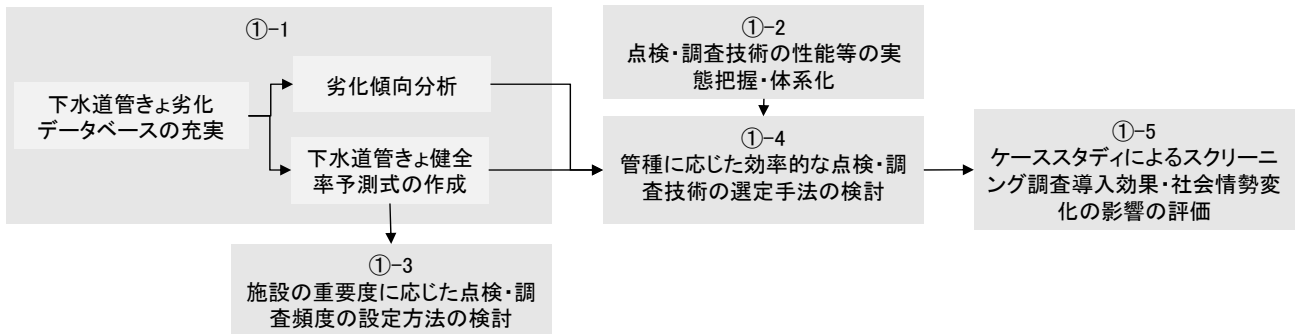 ①-1
下水道管きょ劣化
データベースの充実
劣化傾向分析
下水道管きょ健全
率予測式の作成
①-2
点検・調査技術の性能等の実
態把握・体系化
①-3
施設の重要度に応じた点検・調
査頻度の設定方法の検討
①-4
管種に応じた効率的な点検・調
査技術の選定手法の検討
①-5
ケーススタディによるスクリーニ
ング調査導入効果・社会情勢変
化の影響の評価